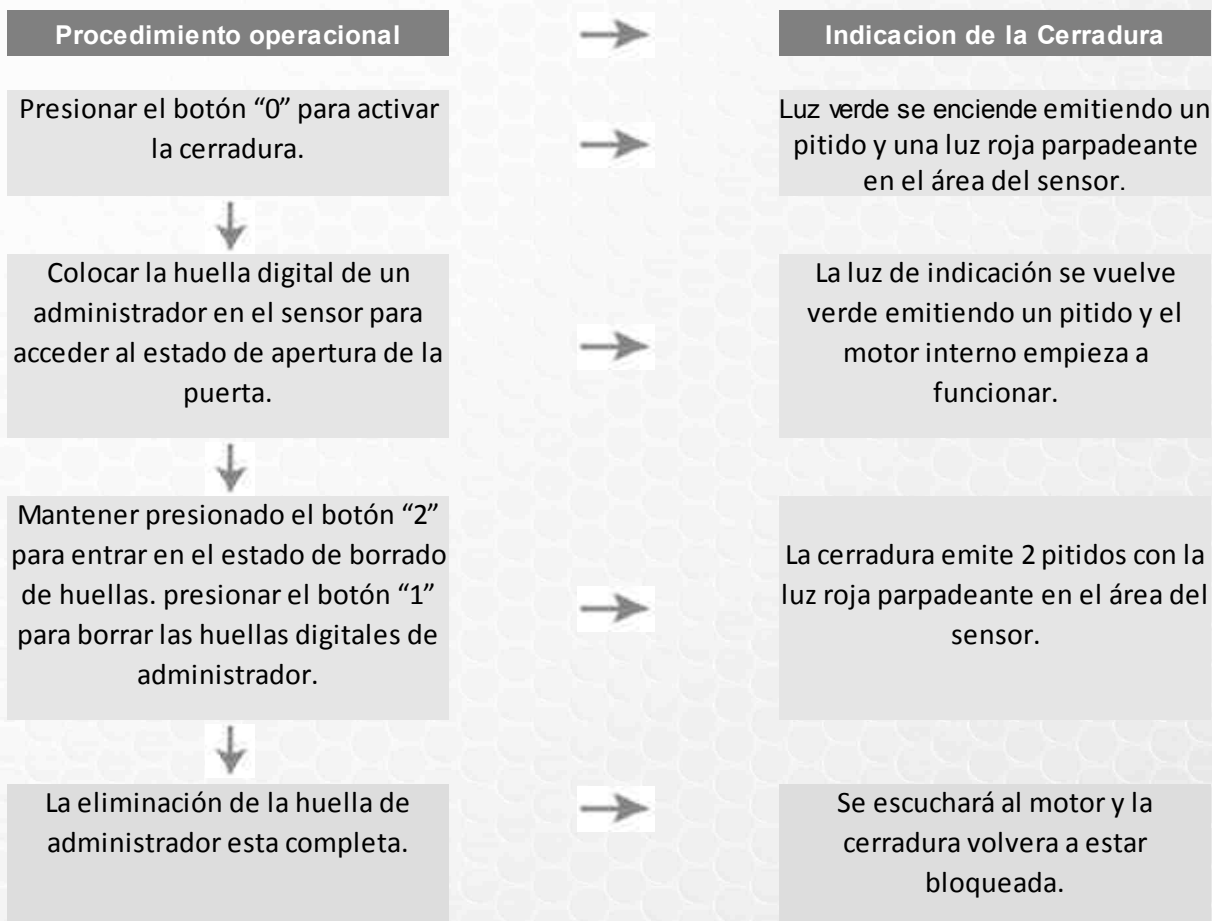 Procedimiento operacional
Indicacion de la Cerradura
Presionar el botón “0” para activar
la cerradura.
Luz verde se enciende emitiendo un
pitido y una luz roja parpadeante
en el área del sensor.
Colocar la huella digital de un
administrador en el sensor para
acceder al estado de apertura de la
puerta.
La luz de indicación se vuelve
verde emitiendo un pitido y el
motor interno empieza a
funcionar.
Mantener presionado el botón “2”
para entrar en el estado de borrado
de huellas. presionar el botón “1”
para borrar las huellas digitales de
administrador.
La cerradura emite 2 pitidos con la
luz roja parpadeante en el área del
sensor.
La eliminación de la huella de
administrador esta completa.
Se escuchará al motor y la
cerradura volvera a estar
bloqueada.